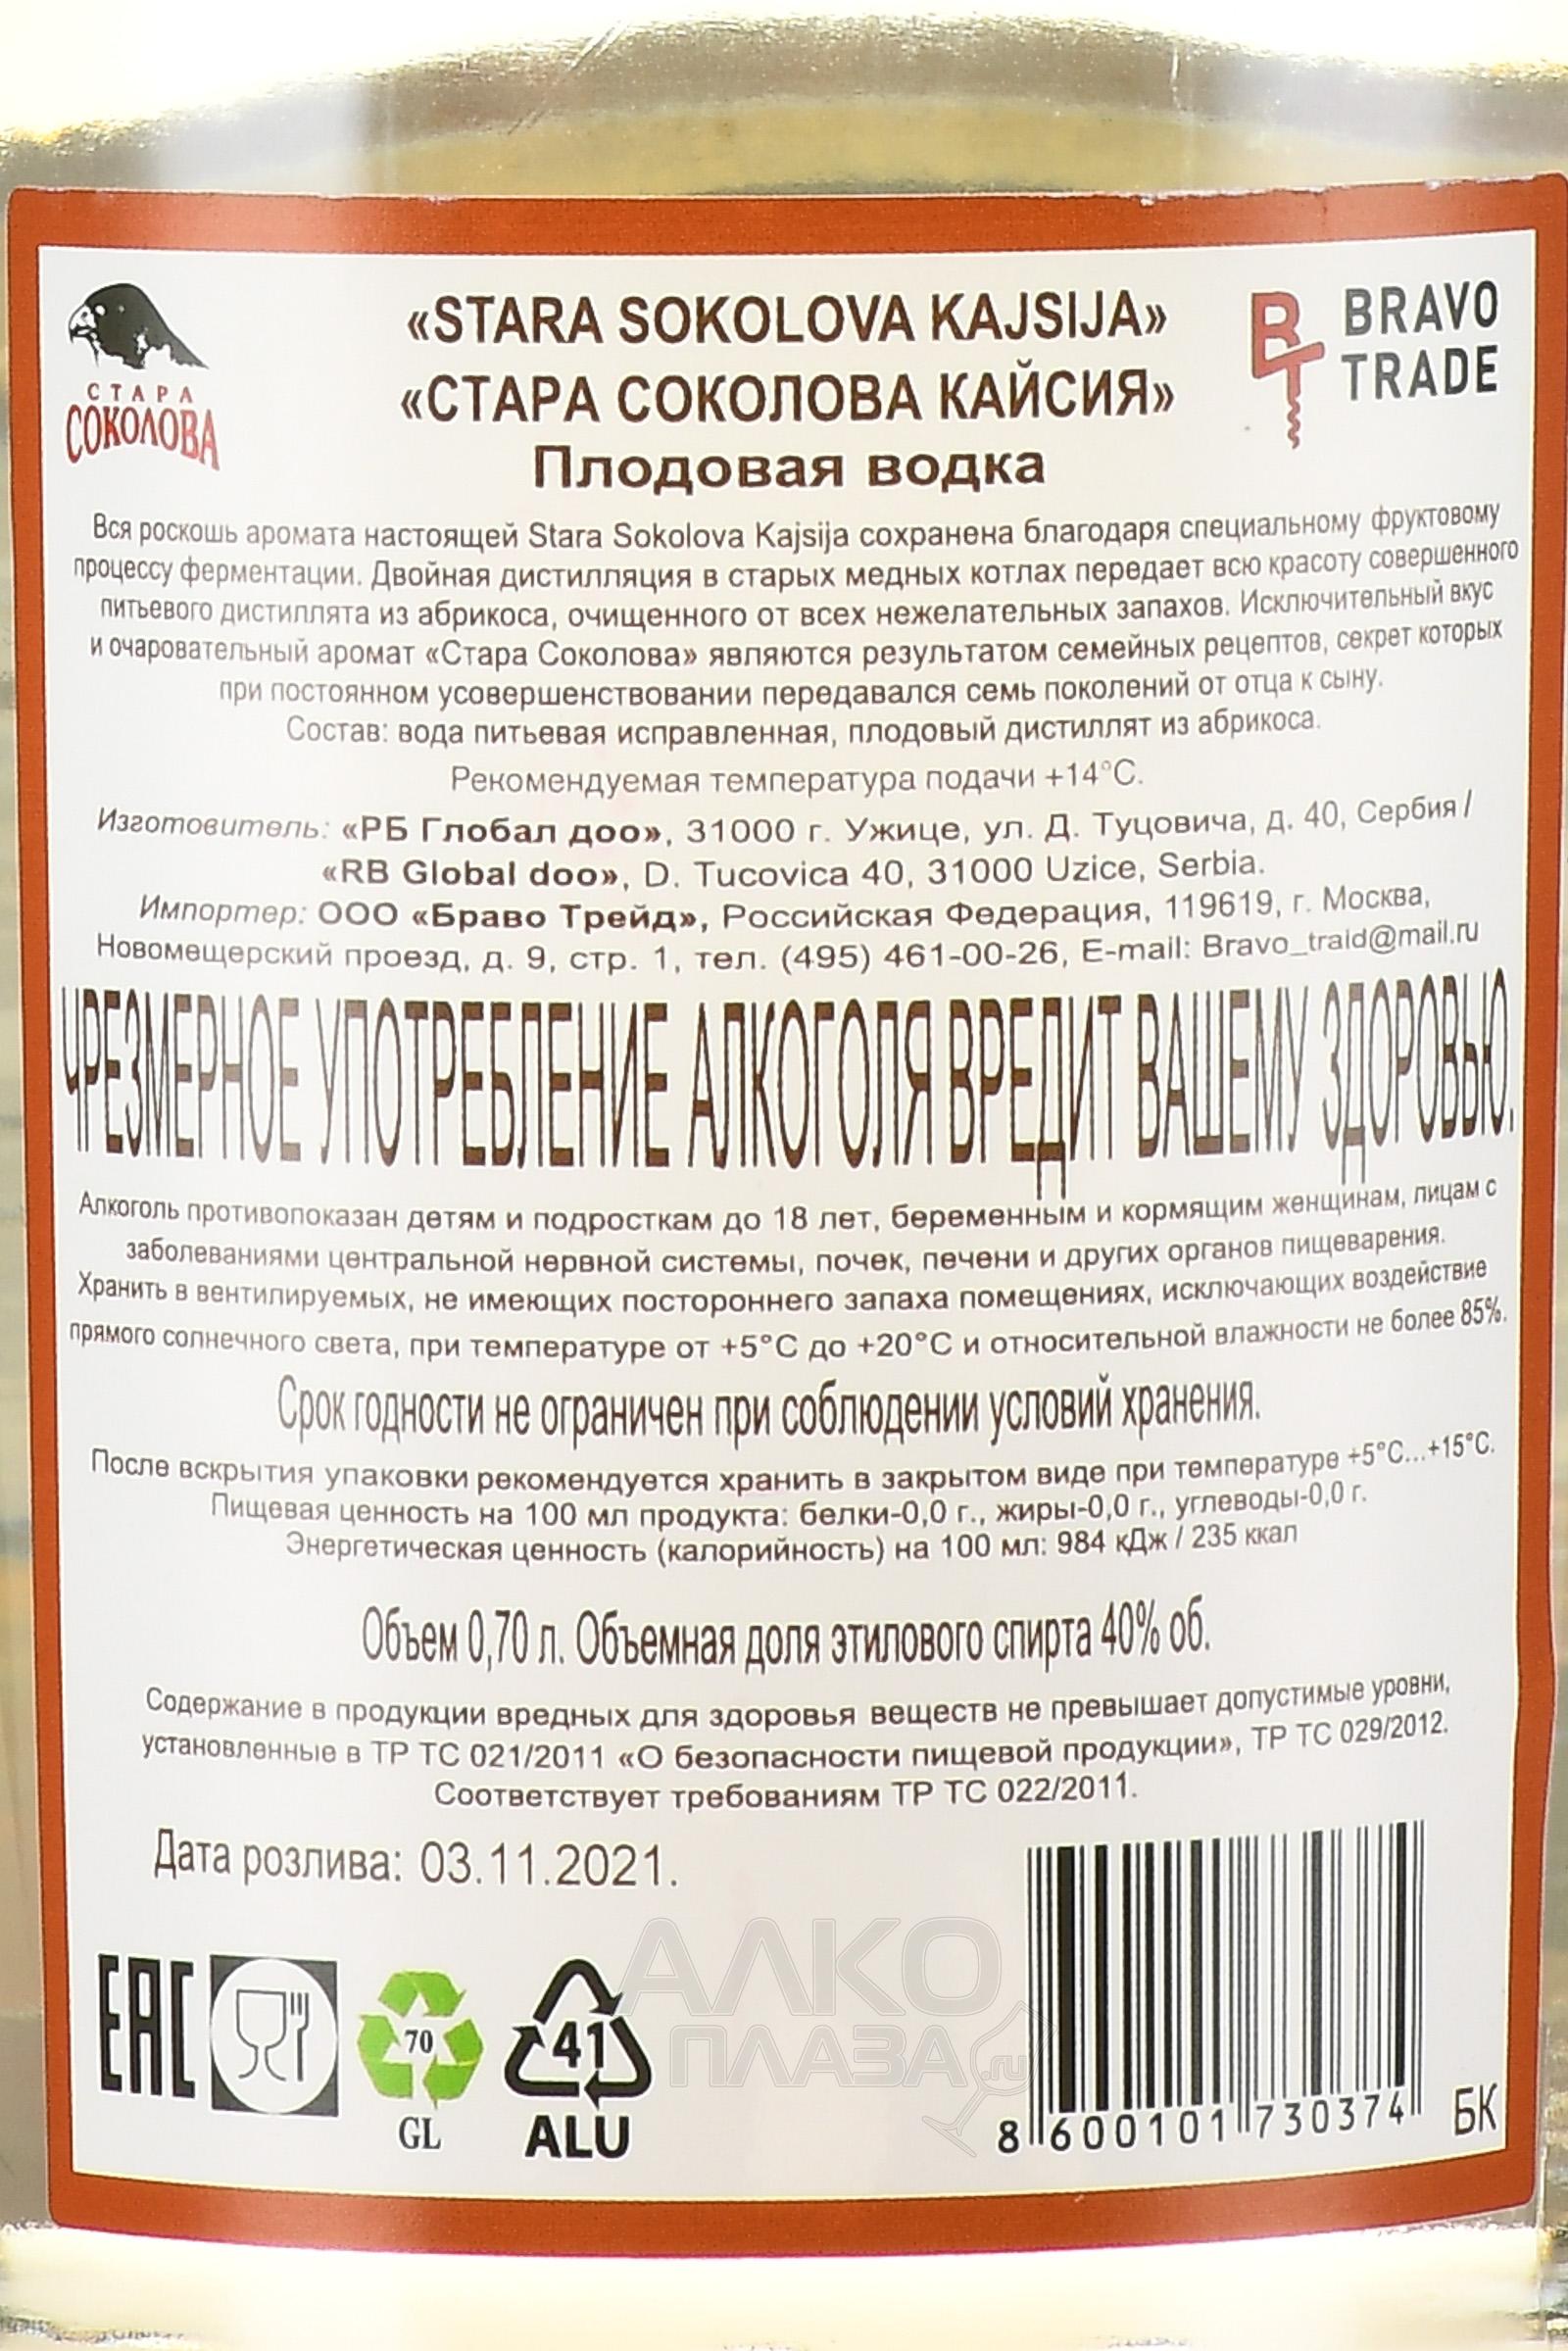 «STARA SOKOLOVA KAJSIJA»
BRAVO
TRADE
СТАРА
СОКОЛОВА
«СТАРА СОКОЛОВА КАЙСИЯ»
Плодовая водка
Вся роскошь аромата настоящей Stara Sokolova Kajsija сохранена благодаря специальному фруктовому
процессу ферментации. Двойная дистилляция в старых медных котлах передает всю красоту совершенного
питьевого дистиллята из абрикоса, очищенного от всех нежелательных запахов. Исключительный вкус
и очаровательный аромат «Стара Соколова» являются результатом семейных рецептов, секрет которых
при постоянном усовершенствовании передавался семь поколений от отца к сыну.
Состав: вода питьевая исправленная, плодовый дистиллят из абрикоса.
Рекомендуемая температура подачи +14°С.
Изготовитель: «РБ Глобал доо», 31000 г. Ужице, ул. Д. Туцовича, д. 40, Сербия /
«RB Global doo», D. Tucovica 40, 31000 Uzice, Serbia.
Импортер: ООО «Браво Трейд», Российская Федерация, 119619, г. Москва,
Новомещерский проезд, д. 9, стр. 1, тел. (495) 461-00-26, E-mail: Bravo_traid@mail.ru
ЧРЕЗМЕРНОЕ УПОТРЕБЛЕНИЕ АЛКОГОЛЯ ВРЕДИТ ВАШЕМУ ЗДОРОВЬЮ.
Алкоголь противопоказан детям и подросткам до 18 лет, беременным и кормящим женщинам, лицам с
заболеваниями центральной нервной системы, почек, печени и других органов пищеварения.
Хранить в вентилируемых, не имеющих постороннего запаха помещениях, исключающих воздействие
прямого солнечного света, при температуре от +5°С до +20°С и относительной влажности не более 85%.
Срок годности не ограничен при соблюдении условий хранения.
После вскрытия упаковки рекомендуется хранить в закрытом виде при температуре +5°С...+15°С.
Пищевая ценность на 100 мл продукта: белки-0,0 г., жиры-0,0 г., углеводы-0,0 г.
Энергетическая ценность (калорийность) на 100 мл: 984 кДж / 235 ккал
Объем 0,70 л. Объемная доля этилового спирта 40% об.
Содержание в продукции вредных для здоровья веществ не превышает допустимые уровни,
установленные в ТР ТС 021/2011 «О безопасности пищевой продукции», ТР ТС 029/2012.
Соответствует требованиям ТР ТС 022/2011.
Дата розлива: 03.11.2021.
EAC
70
GL
41
ALU
АЛКО
ПЛАЗА.ru
8 600101 730374
БК